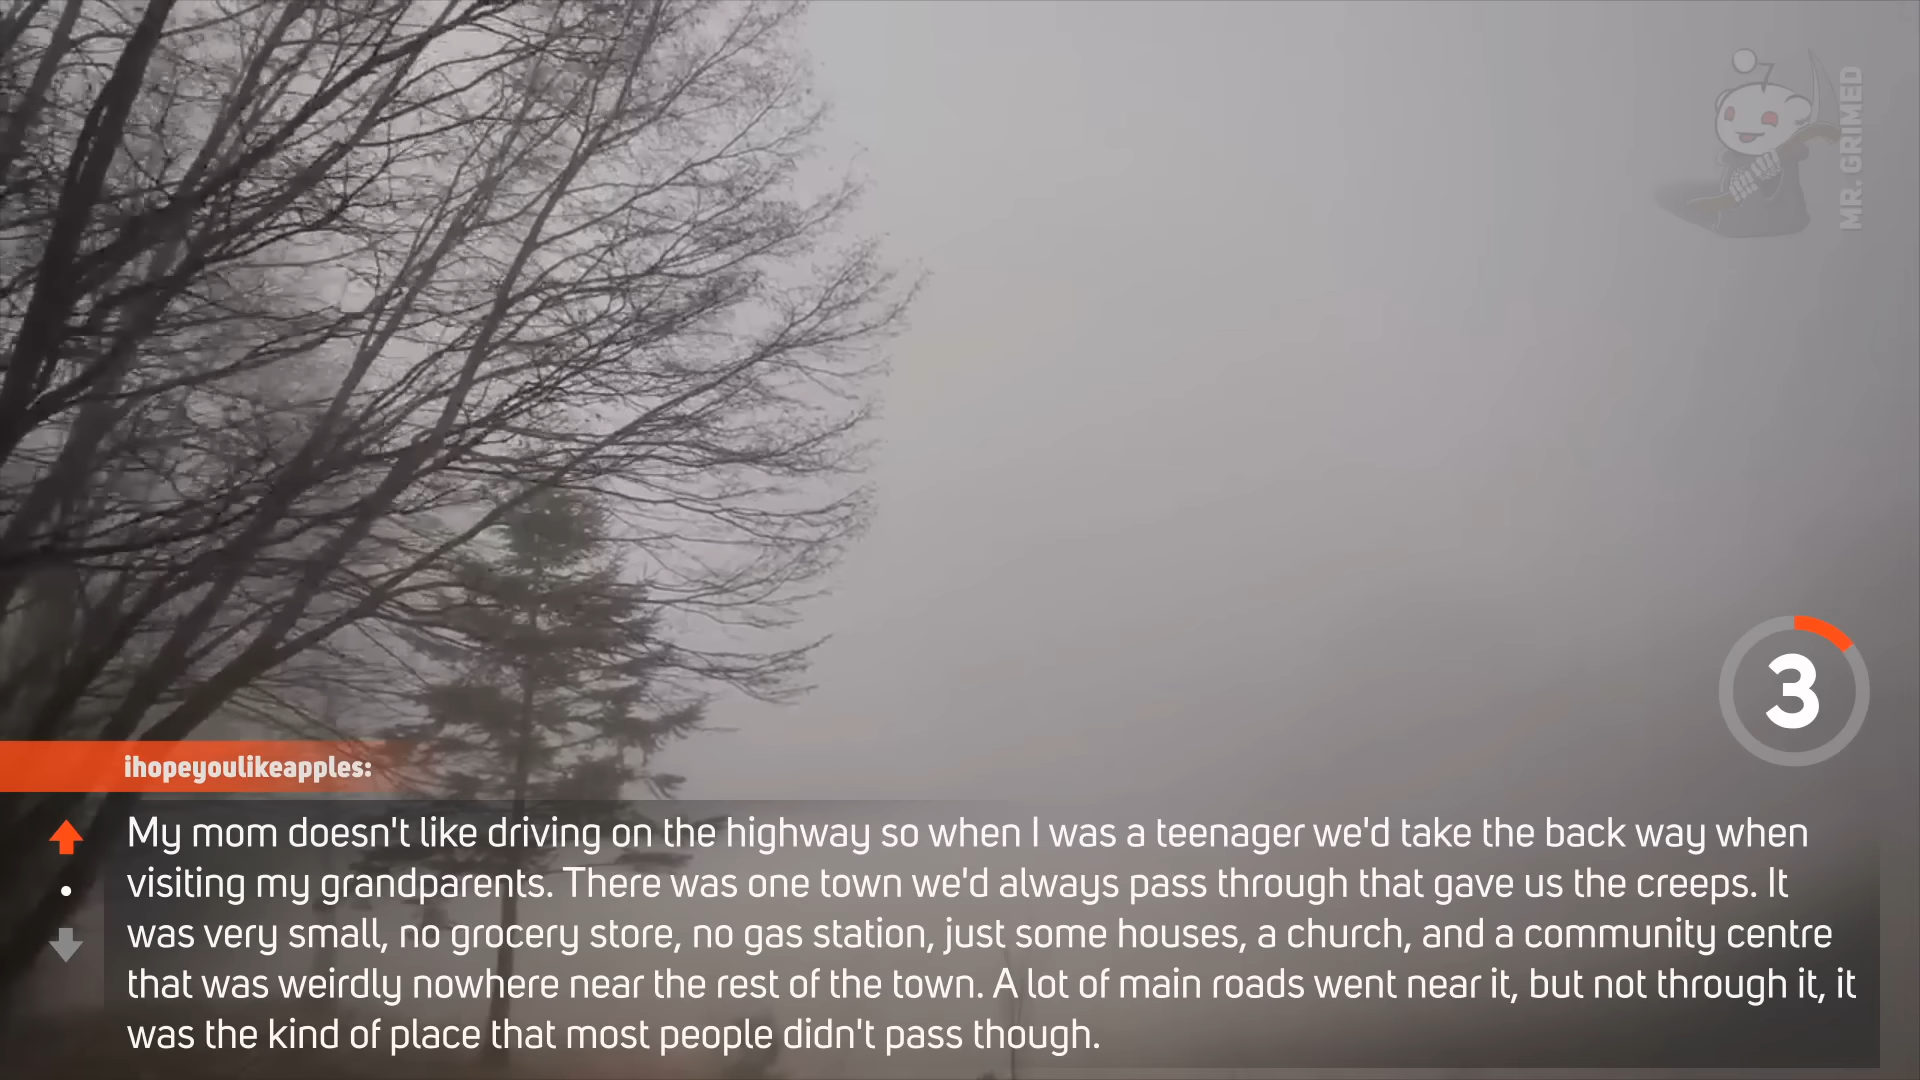 MR. GRIMED
3
ihopeyoulikeapples:
My mom doesn't like driving on the highway so when I was a teenager we'd take the back way when
visiting my grandparents. There was one town we'd always pass through that gave us the creeps. It
was very small, no grocery store, no gas station, just some houses, a church, and a community centre
that was weirdly nowhere near the rest of the town. A lot of main roads went near it, but not through it, it
was the kind of place that most people didn't pass though.